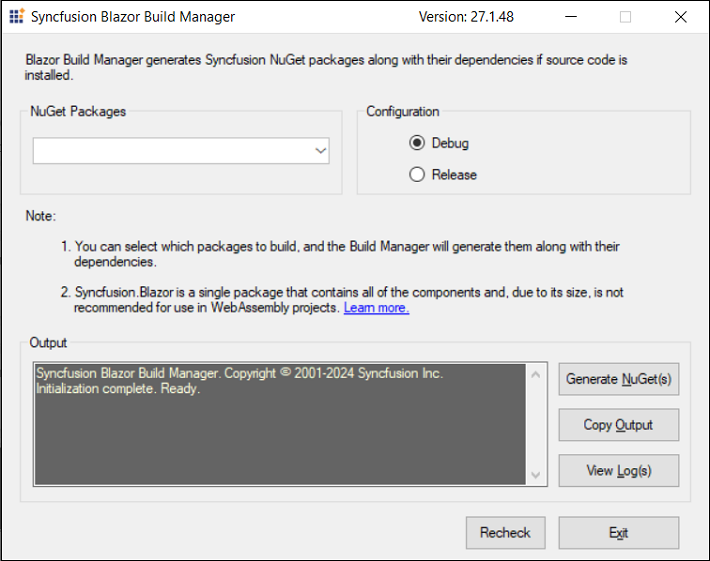 Syncfusion Blazor Build Manager Version: 27.1.48
Blazor Build Manager generates Syncfusion NuGet packages along with their dependencies if source code is
installed.
NuGet Packages
Configuration
Debug
Release
Note:
1. You can select which packages to build, and the Build Manager will generate them along with their
dependencies.
2. Syncfusion.Blazor is a single package that contains all of the components and, due to its size, is not
recommended for use in WebAssembly projects. Learn more.
Output
Syncfusion Blazor Build Manager. Copyright © 2001-2024 Syncfusion Inc.
Initialization complete. Ready.
Generate NuGet(s)
Copy Output
View Log(s)
Recheck
Exit